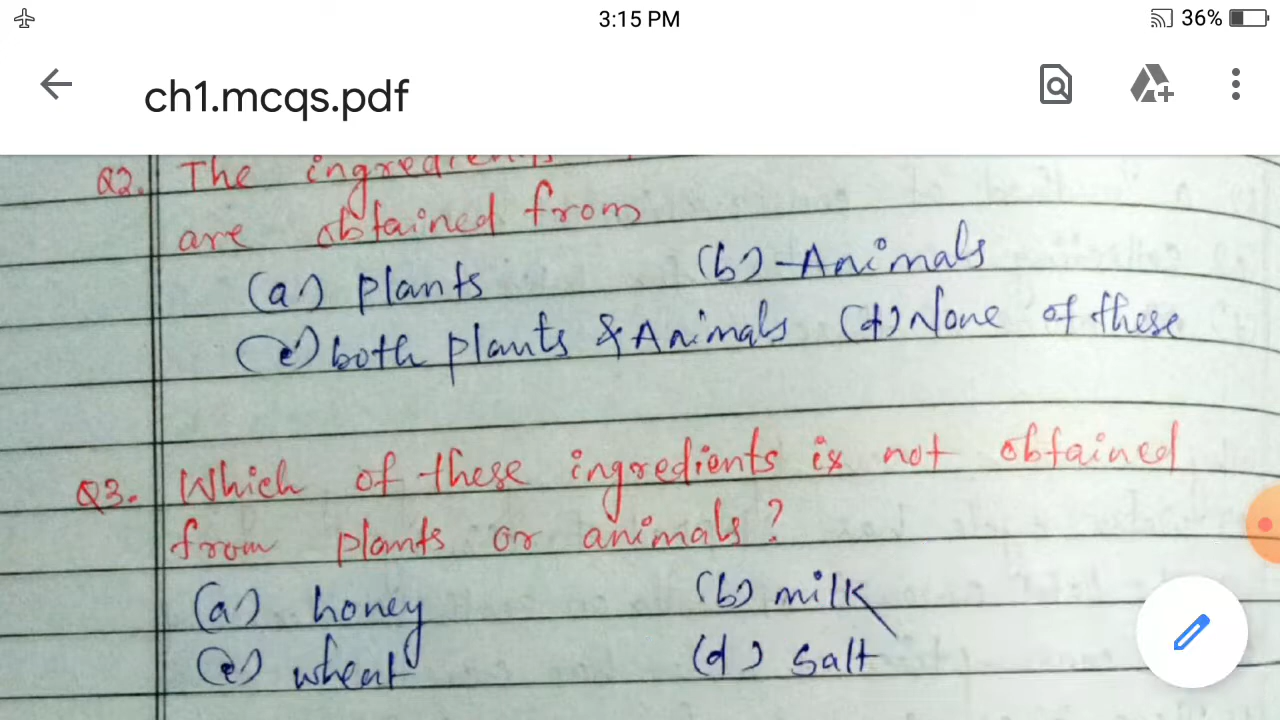 3:15 PM 36%
ch1.mcqs.pdf
Q2. The ingredients
are obtained from
(a) plants (b) Animals
(c) both plants & Animals (d) None of these
Q3. Which of these ingredients is not obtained
from plants or animals?
(a) honey (b) milk
(c) wheat (d) salt